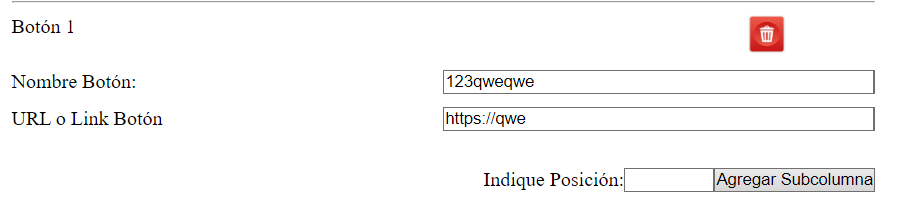 Botón 1
Nombre Botón: 123qweqwe
URL o Link Botón https://qwe
Indique Posición: Agregar Subcolumna